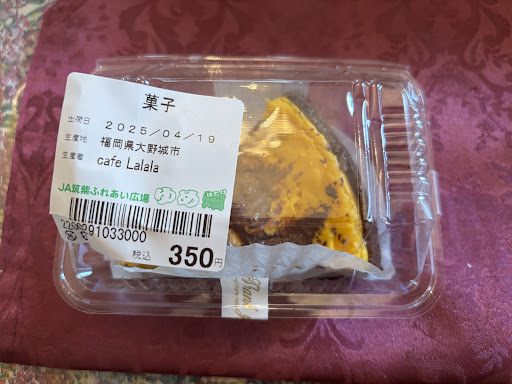 菓子
出荷日 2025/04/19
生産地 福岡県大野城市
生産者 cafe Lalala
JA筑紫ふれあい広場
2200291033000
税込 350円
Thank